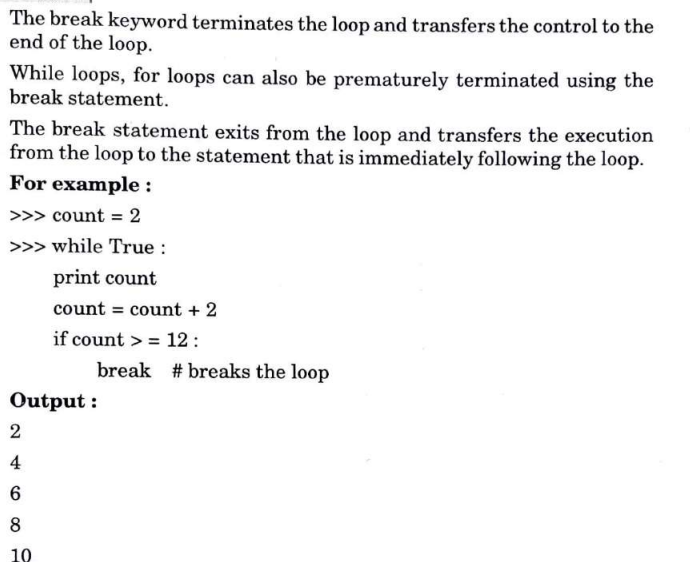 The break keyword terminates the loop and transfers the control to the
end of the loop.
While loops, for loops can also be prematurely terminated using the
break statement.
The break statement exits from the loop and transfers the execution
from the loop to the statement that is immediately following the loop.
For example :
>>> count = 2
>>> while True :
print count
count = count + 2
if count > = 12 :
break # breaks the loop
Output :
2
4
6
8
10